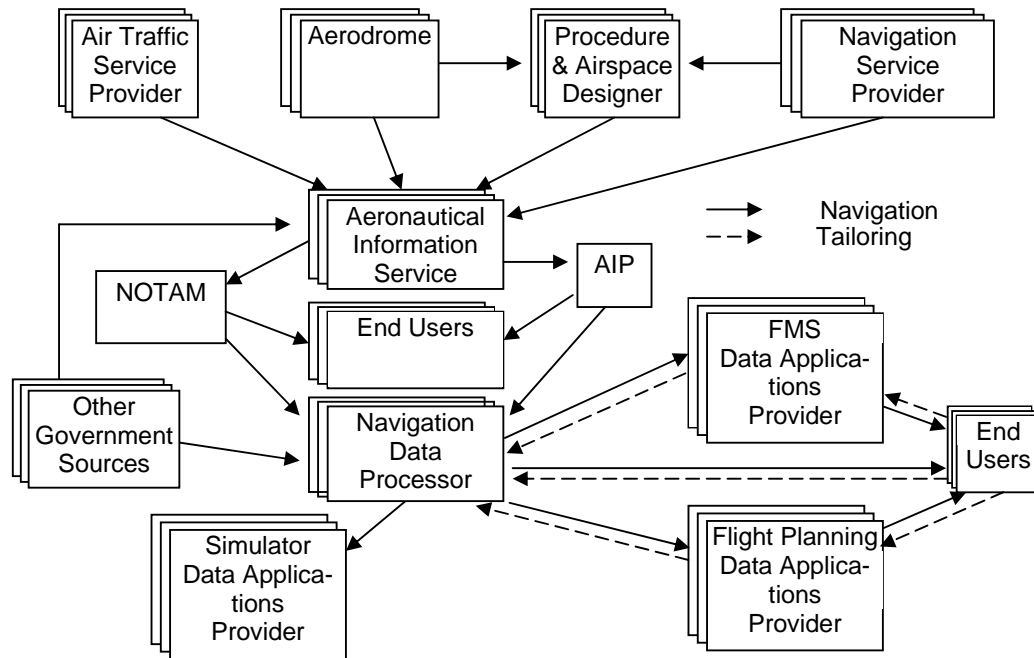 Air Traffic
Service
Provider
Aerodrome
Procedure
& Airspace
Designer
Navigation
Service
Provider
Aeronautical
Information
Service
Navigation
Tailoring
NOTAM
AIP
End Users
FMS
Data Applica-
tions
Provider
Other
Government
Sources
Navigation
Data
Processor
End
Users
Simulator
Data Applica-
tions
Provider
Flight Planning
Data Applica-
tions
Provider